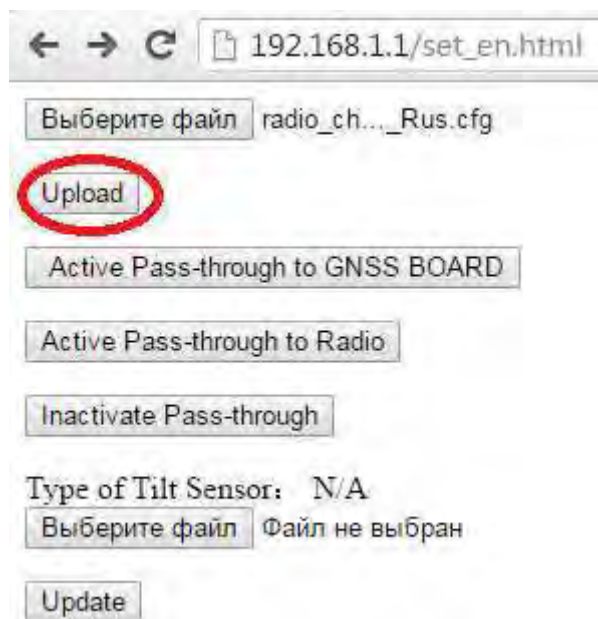 192.168.1.1/set_en.html
Выберите файл radio_ch..._Rus.cfg
Upload
Active Pass-through to GNSS BOARD
Active Pass-through to Radio
Inactivate Pass-through
Type of Tilt Sensor： N/A
Выберите файл Файл не выбран
Update